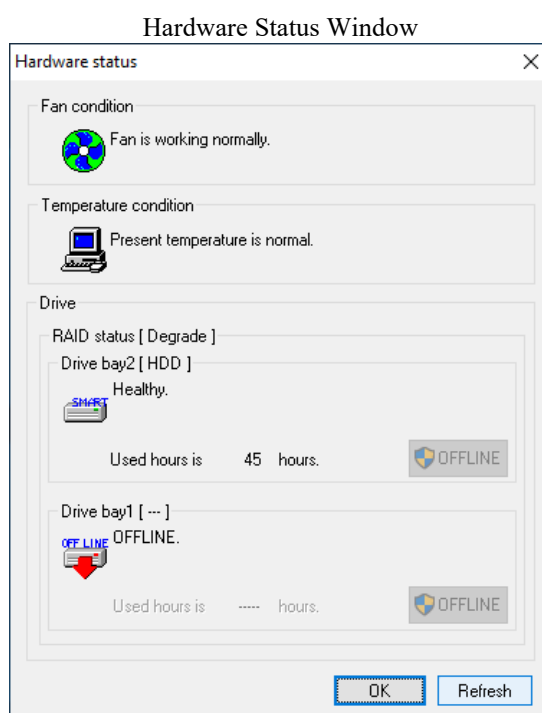 Hardware Status Window
Hardware status
Fan condition
Fan is working normally.
Temperature condition
Present temperature is normal.
Drive
RAID status [ Degrade ]
Drive bay2 [ HDD ]
SMART
Healthy.
Used hours is 45 hours.
OFFLINE
Drive bay1 [ --- ]
OFF LINE
OFFLINE.
Used hours is ----- hours.
OFFLINE
OK
Refresh